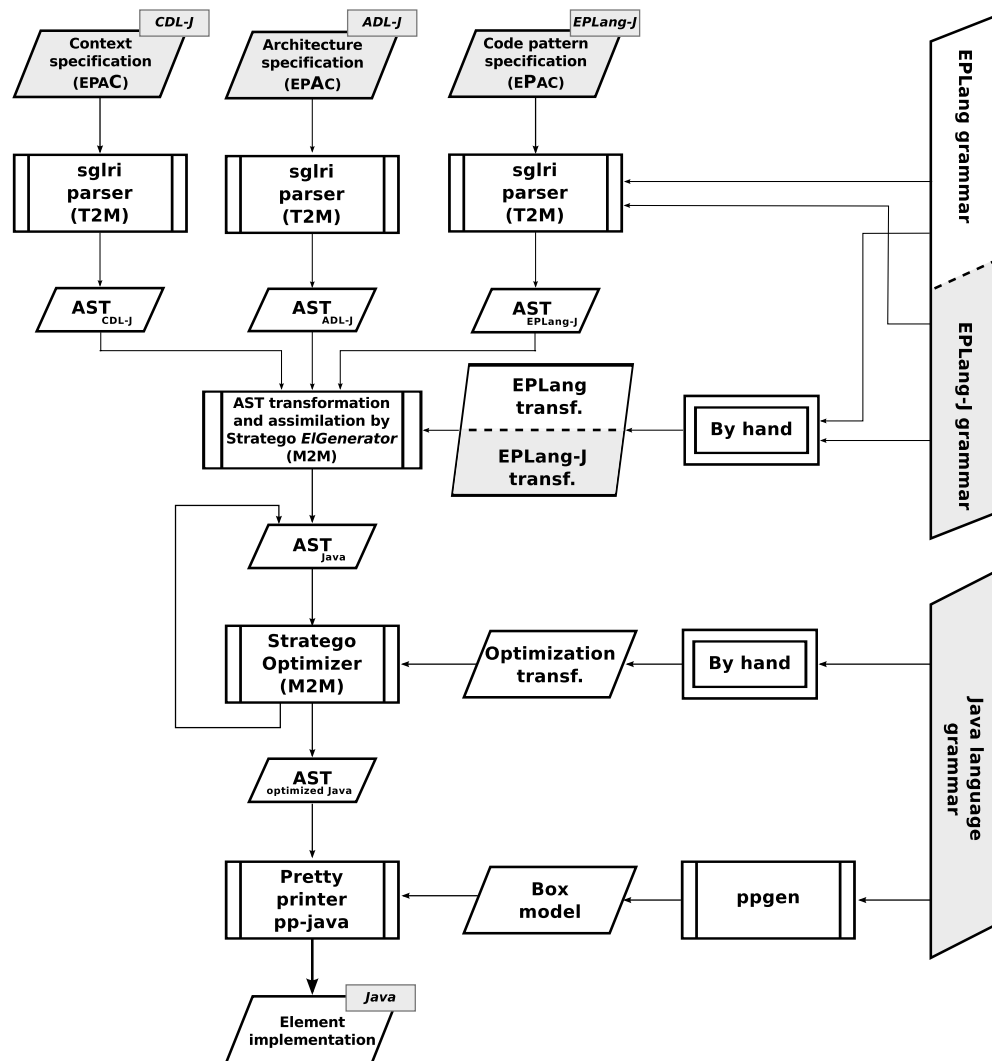 CDL-J
Context
specification
(EPAC)
ADL-J
Architecture
specification
(EPAC)
EPLang-J
Code pattern
specification
(EPAC)
EPLang grammar
EPLang-J grammar
sglri
parser
(T2M)
sglri
parser
(T2M)
sglri
parser
(T2M)
AST
CDL-J
AST
ADL-J
AST
EPLang-J
AST transformation
and assimilation by
Stratego ElGenerator
(M2M)
EPLang
transf.
EPLang-J
transf.
By hand
AST
Java
Stratego
Optimizer
(M2M)
Optimization
transf.
By hand
Java language
grammar
AST
optimized Java
Pretty
printer
pp-java
Box
model
ppgen
Java
Element
implementation